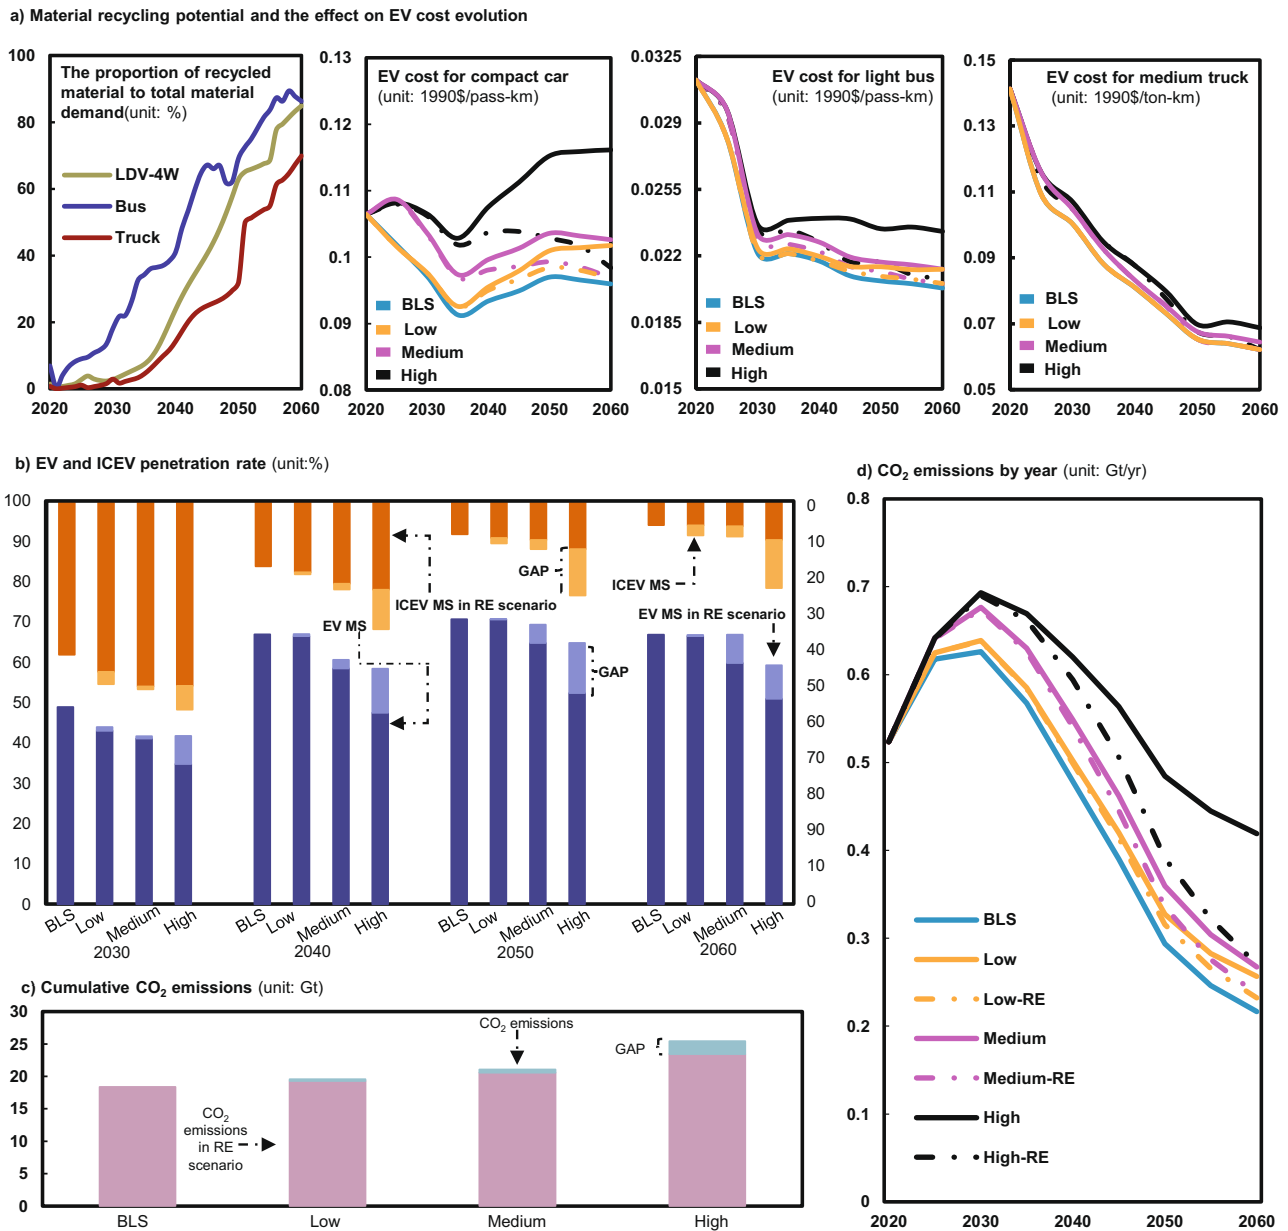 a) Material recycling potential and the effect on EV cost evolution
The proportion of recycled
material to total material
demand(unit: %)
LDV-4W
Bus
Truck
100
80
60
40
20
0
2020
2030
2040
2050
2060
EV cost for compact car
(unit: 1990$/pass-km)
0.13
0.12
0.11
0.1
0.09
0.08
BLS
Low
Medium
High
2020
2030
2040
2050
2060
EV cost for light bus
(unit: 1990$/pass-km)
0.0325
0.029
0.0255
0.022
0.0185
0.015
BLS
Low
Medium
High
2020
2030
2040
2050
2060
EV cost for medium truck
(unit: 1990$/ton-km)
0.15
0.13
0.11
0.09
0.07
0.05
BLS
Low
Medium
High
2020
2030
2040
2050
2060
b) EV and ICEV penetration rate (unit:%)
100
90
80
70
60
50
40
30
20
10
0
0
10
20
30
40
50
60
70
80
90
10
0
GAP
ICEV MS
ICEV MS in RE scenario
EV MS
EV MS in RE scenario
GAP
BLS
Low
Medium
High
BLS
Low
Medium
High
BLS
Low
Medium
High
BLS
Low
Medium
High
2030
2040
2050
2060
c) Cumulative CO₂ emissions (unit: Gt)
30
25
20
15
10
5
0
CO₂ emissions
GAP
CO₂
emissions
in RE
scenario
BLS
Low
Medium
High
d) CO₂ emissions by year (unit: Gt/yr)
0.8
0.7
0.6
0.5
0.4
0.3
0.2
0.1
0
BLS
Low
Low-RE
Medium
Medium-RE
High
High-RE
2020
2030
2040
2050
2060